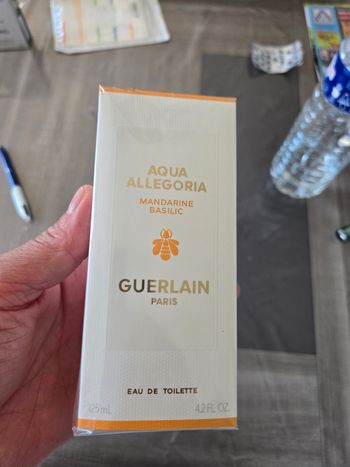 AQUA
ALLEGORIA
MANDARINE
BASILIC
GUERLAIN
PARIS
EAU DE TOILETTE
125 mL 4.2 FL. OZ.